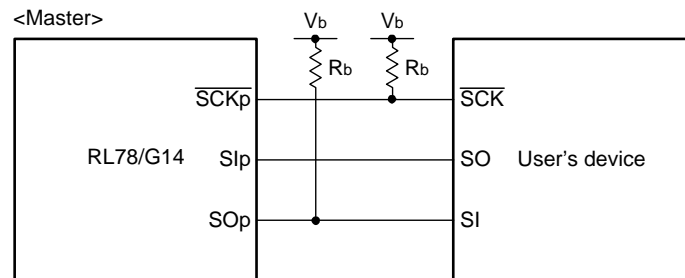 <Master>
Vb Vb
Rb Rb
SCKp SCK
RL78/G14 SIp SO User's device
SOp SI